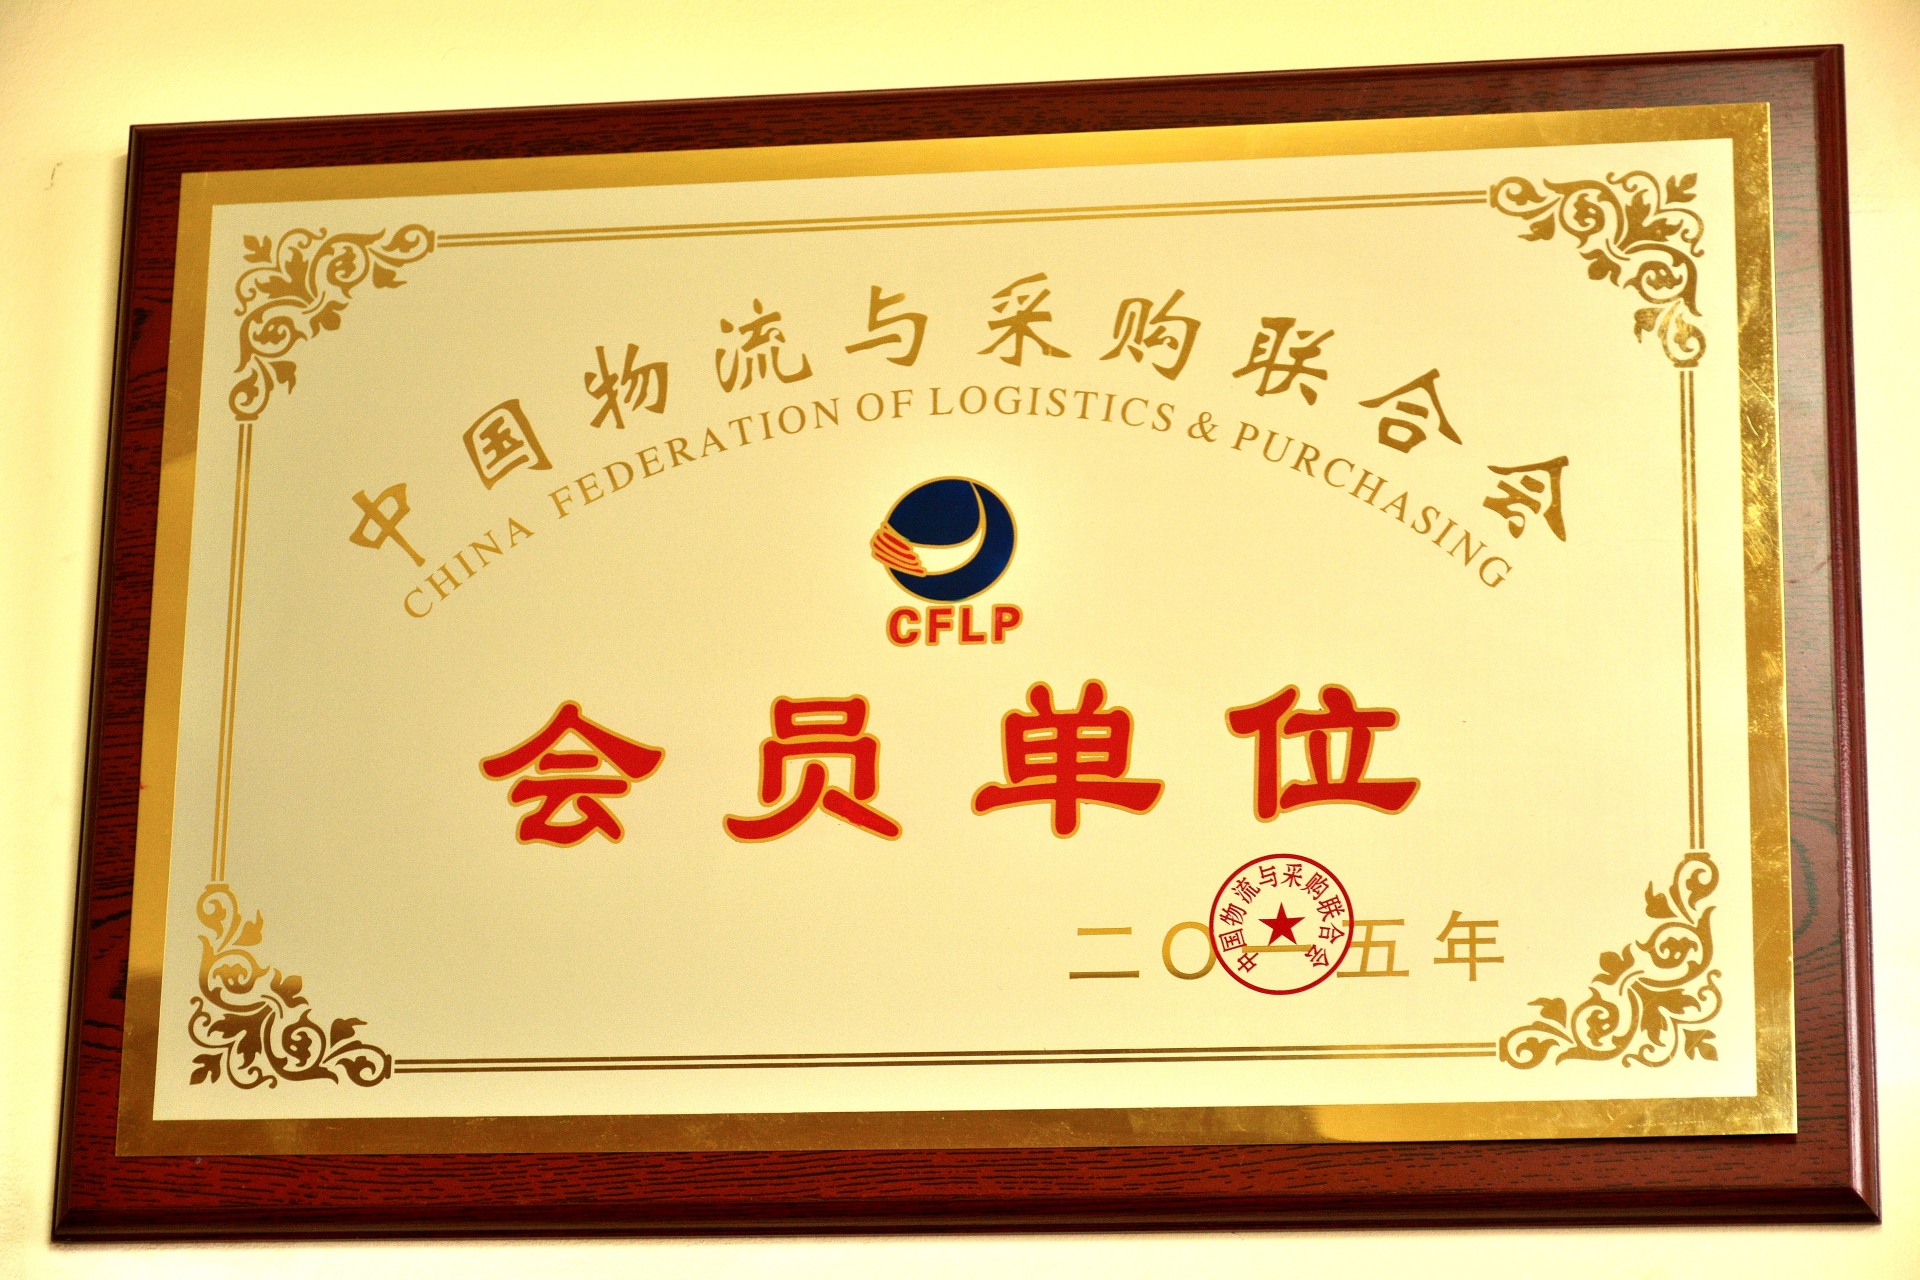 中国物流与采购联合会
CHINA FEDERATION OF LOGISTICS & PURCHASING
CFLP
会员单位
二〇一五年
中国物流与采购联合会